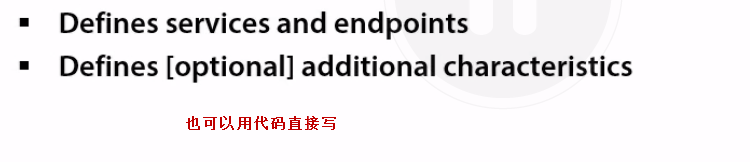 ▪ Defines services and endpoints
▪ Defines [optional] additional characteristics
也可以用代码直接写